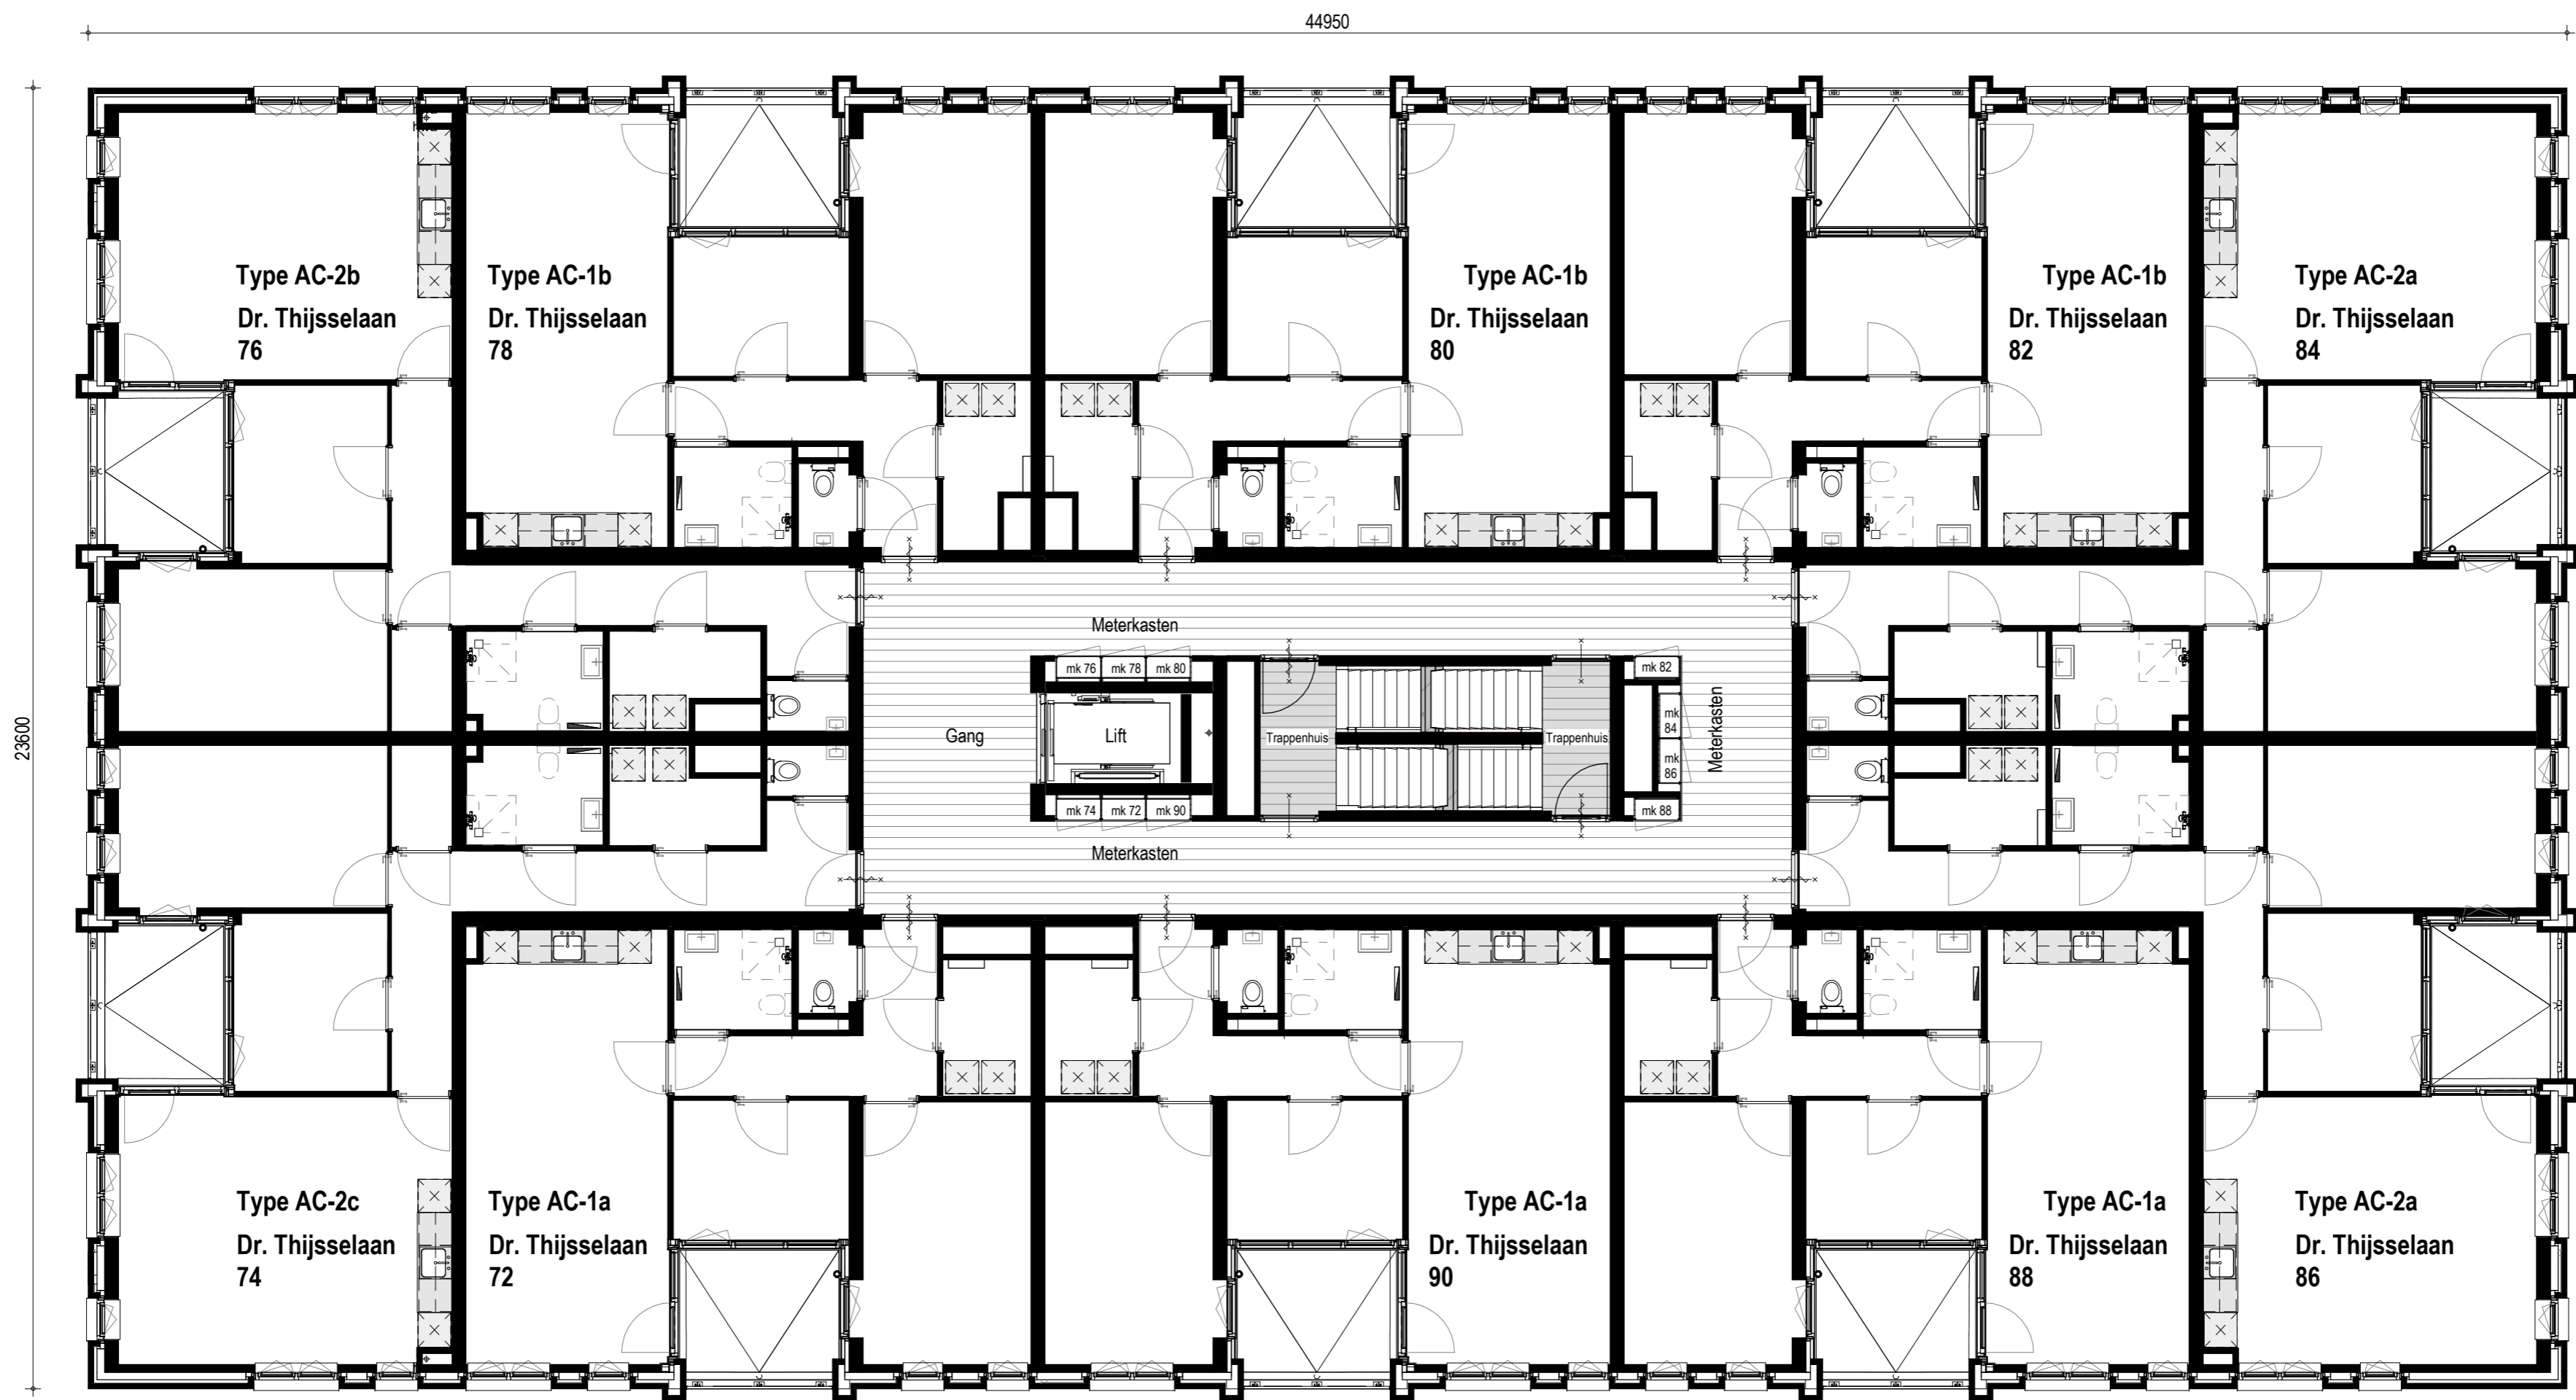 44950
Type AC-2b
Dr. Thijsselaan
76
Type AC-1b
Dr. Thijsselaan
78
Type AC-1b
Dr. Thijsselaan
80
Type AC-1b
Dr. Thijsselaan
82
Type AC-2a
Dr. Thijsselaan
84
23600
Meterkasten
mk 76
mk 78
mk 80
mk 82
Gang
Lift
Trappenhuis
Trappenhuis
mk
84
mk
86
Meterkasten
mk 74
mk 72
mk 90
mk 88
Meterkasten
Type AC-2c
Dr. Thijsselaan
74
Type AC-1a
Dr. Thijsselaan
72
Type AC-1a
Dr. Thijsselaan
90
Type AC-1a
Dr. Thijsselaan
88
Type AC-2a
Dr. Thijsselaan
86